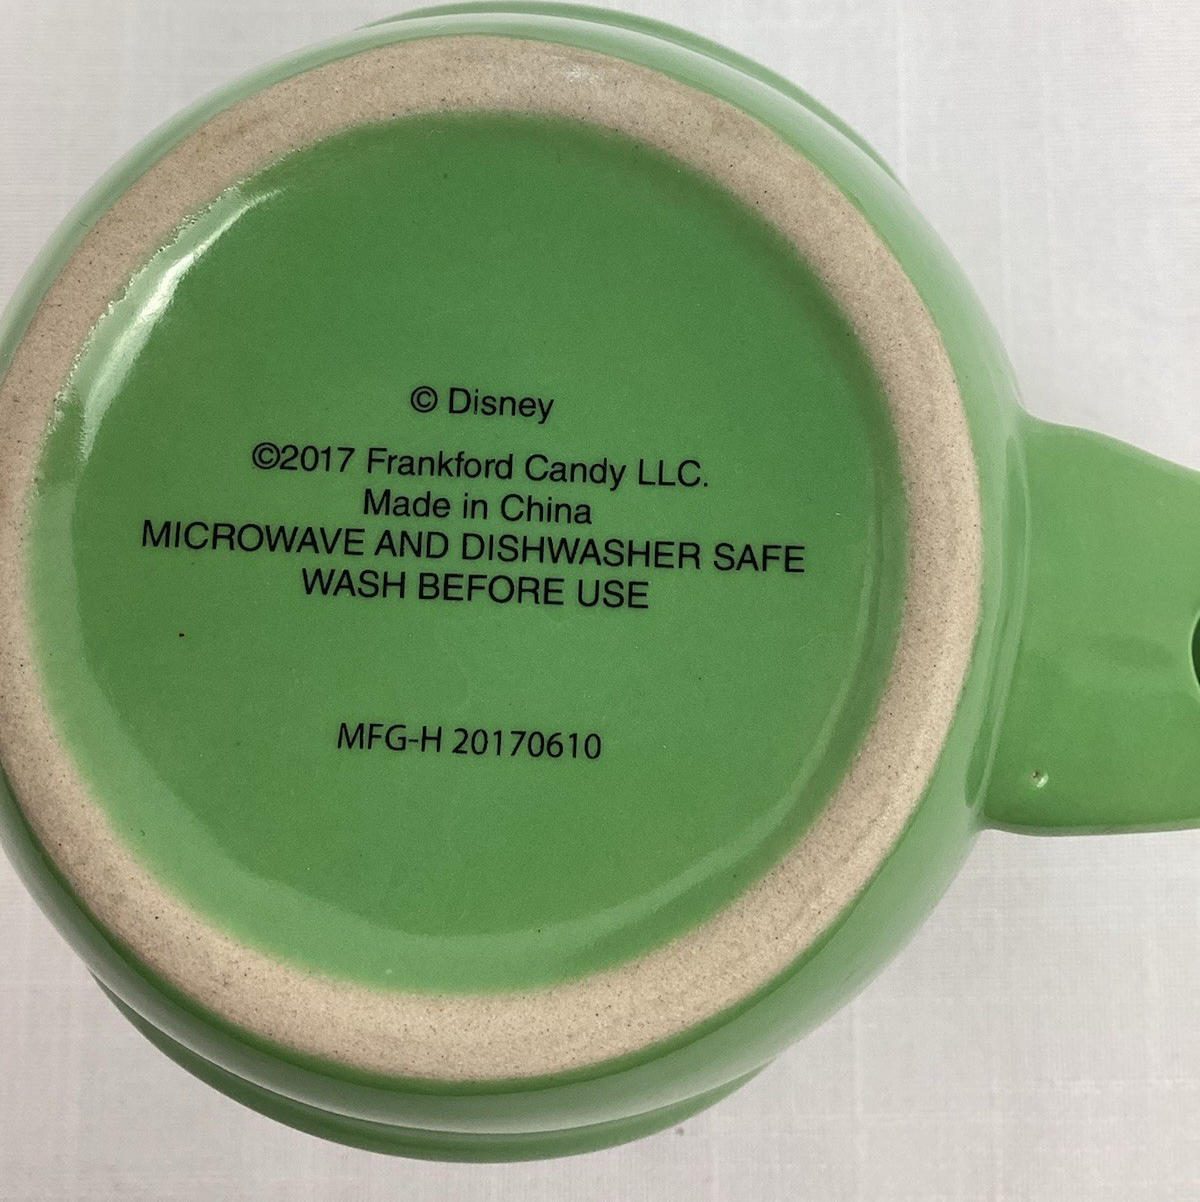 © Disney
©2017 Frankford Candy LLC.
Made in China
MICROWAVE AND DISHWASHER SAFE
WASH BEFORE USE
MFG-H 20170610